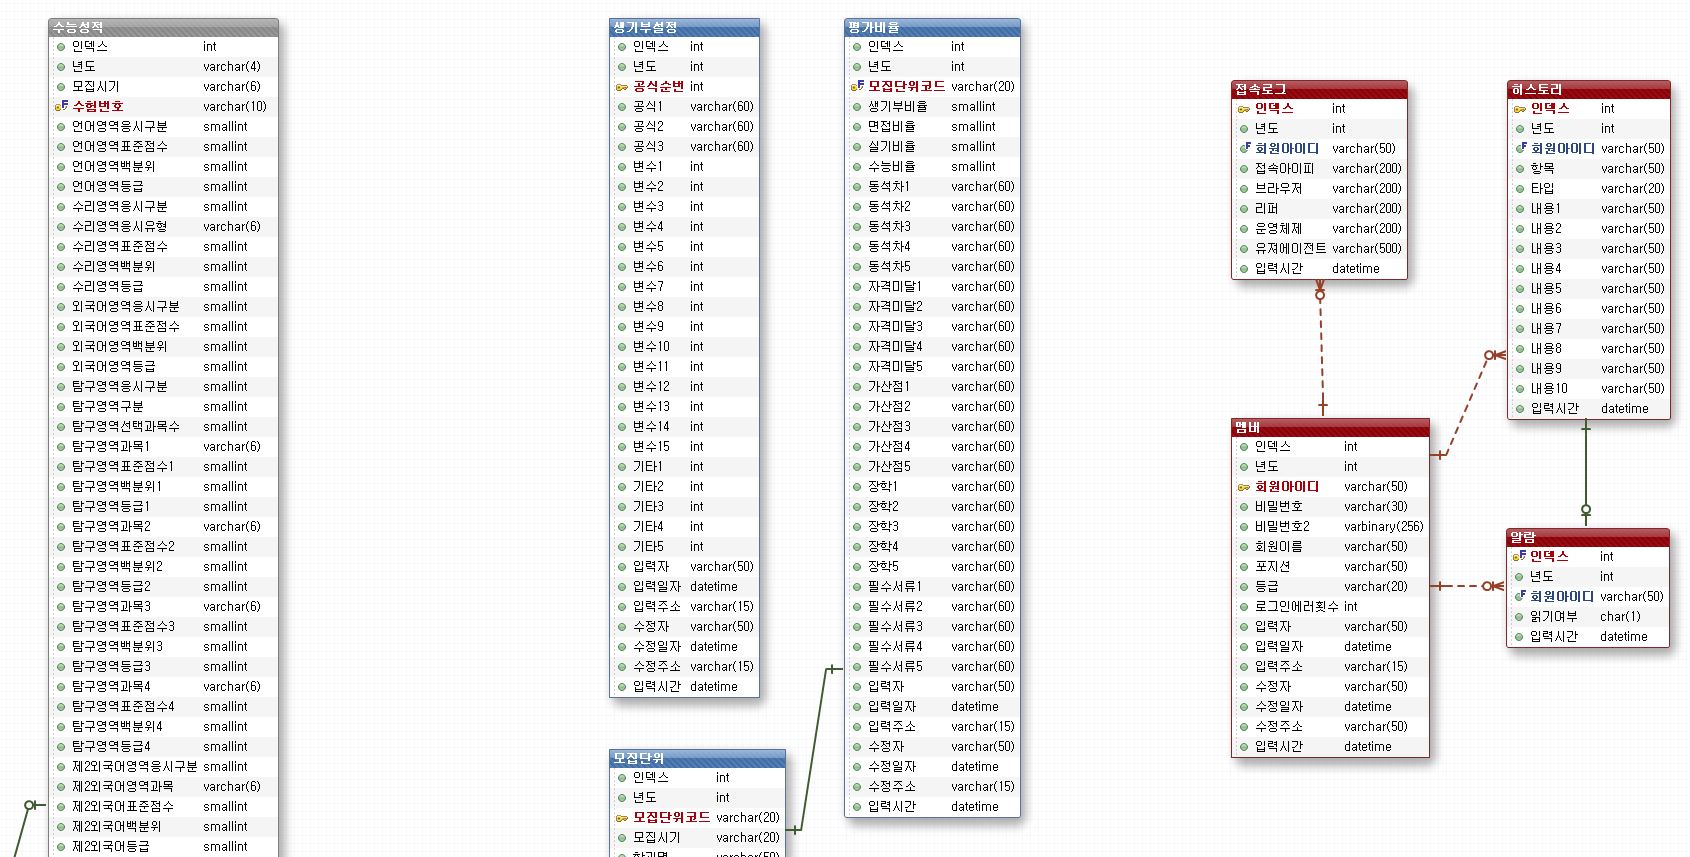 수능성적
인덱스 int
년도 varchar(4)
모집시기 varchar(6)
수험번호 varchar(10)
언어영역응시구분 smallint
언어영역표준점수 smallint
언어영역백분위 smallint
언어영역등급 smallint
수리영역응시구분 smallint
수리영역응시유형 varchar(6)
수리영역표준점수 smallint
수리영역백분위 smallint
수리영역등급 smallint
외국어영역응시구분 smallint
외국어영역표준점수 smallint
외국어영역백분위 smallint
외국어영역등급 smallint
탐구영역응시구분 smallint
탐구영역구분 smallint
탐구영역선택과목수 smallint
탐구영역과목1 varchar(6)
탐구영역표준점수1 smallint
탐구영역백분위1 smallint
탐구영역등급1 smallint
탐구영역과목2 varchar(6)
탐구영역표준점수2 smallint
탐구영역백분위2 smallint
탐구영역등급2 smallint
탐구영역과목3 varchar(6)
탐구영역표준점수3 smallint
탐구영역백분위3 smallint
탐구영역등급3 smallint
탐구영역과목4 varchar(6)
탐구영역표준점수4 smallint
탐구영역백분위4 smallint
탐구영역등급4 smallint
제2외국어영역응시구분 smallint
제2외국어영역과목 varchar(6)
제2외국어표준점수 smallint
제2외국어백분위 smallint
제2외국어등급 smallint
생기부설정
인덱스 int
년도 int
공식순번 int
공식1 varchar(60)
공식2 varchar(60)
공식3 varchar(60)
변수1 int
변수2 int
변수3 int
변수4 int
변수5 int
변수6 int
변수7 int
변수8 int
변수9 int
변수10 int
변수11 int
변수12 int
변수13 int
변수14 int
변수15 int
기타1 int
기타2 int
기타3 int
기타4 int
기타5 int
입력자 varchar(50)
입력일자 datetime
입력주소 varchar(15)
수정자 varchar(50)
수정일자 datetime
수정주소 varchar(15)
입력시간 datetime
모집단위
인덱스 int
년도 int
모집단위코드 varchar(20)
모집시기 varchar(20)
학과명 varchar(50)
평가비율
인덱스 int
년도 int
모집단위코드 varchar(20)
생기부비율 smallint
면접비율 smallint
실기비율 smallint
수능비율 smallint
동석차1 varchar(60)
동석차2 varchar(60)
동석차3 varchar(60)
동석차4 varchar(60)
동석차5 varchar(60)
자격미달1 varchar(60)
자격미달2 varchar(60)
자격미달3 varchar(60)
자격미달4 varchar(60)
자격미달5 varchar(60)
가산점1 varchar(60)
가산점2 varchar(60)
가산점3 varchar(60)
가산점4 varchar(60)
가산점5 varchar(60)
장학1 varchar(60)
장학2 varchar(60)
장학3 varchar(60)
장학4 varchar(60)
장학5 varchar(60)
필수서류1 varchar(60)
필수서류2 varchar(60)
필수서류3 varchar(60)
필수서류4 varchar(60)
필수서류5 varchar(60)
입력자 varchar(50)
입력일자 datetime
입력주소 varchar(15)
수정자 varchar(50)
수정일자 datetime
수정주소 varchar(15)
입력시간 datetime
접속로그
인덱스 int
년도 int
회원아이디 varchar(50)
접속아이피 varchar(200)
브라우저 varchar(200)
리퍼 varchar(200)
운영체제 varchar(200)
유져에이전트 varchar(500)
입력시간 datetime
멤버
인덱스 int
년도 int
회원아이디 varchar(50)
비밀번호 varchar(30)
비밀번호2 varbinary(256)
회원이름 varchar(50)
포지션 varchar(50)
등급 varchar(20)
로그인에러횟수 int
입력자 varchar(50)
입력일자 datetime
입력주소 varchar(15)
수정자 varchar(50)
수정일자 datetime
수정주소 varchar(50)
입력시간 datetime
히스토리
인덱스 int
년도 int
회원아이디 varchar(50)
항목 varchar(50)
타입 varchar(20)
내용1 varchar(50)
내용2 varchar(50)
내용3 varchar(50)
내용4 varchar(50)
내용5 varchar(50)
내용6 varchar(50)
내용7 varchar(50)
내용8 varchar(50)
내용9 varchar(50)
내용10 varchar(50)
입력시간 datetime
알람
인덱스 int
년도 int
회원아이디 varchar(50)
읽기여부 char(1)
입력시간 datetime